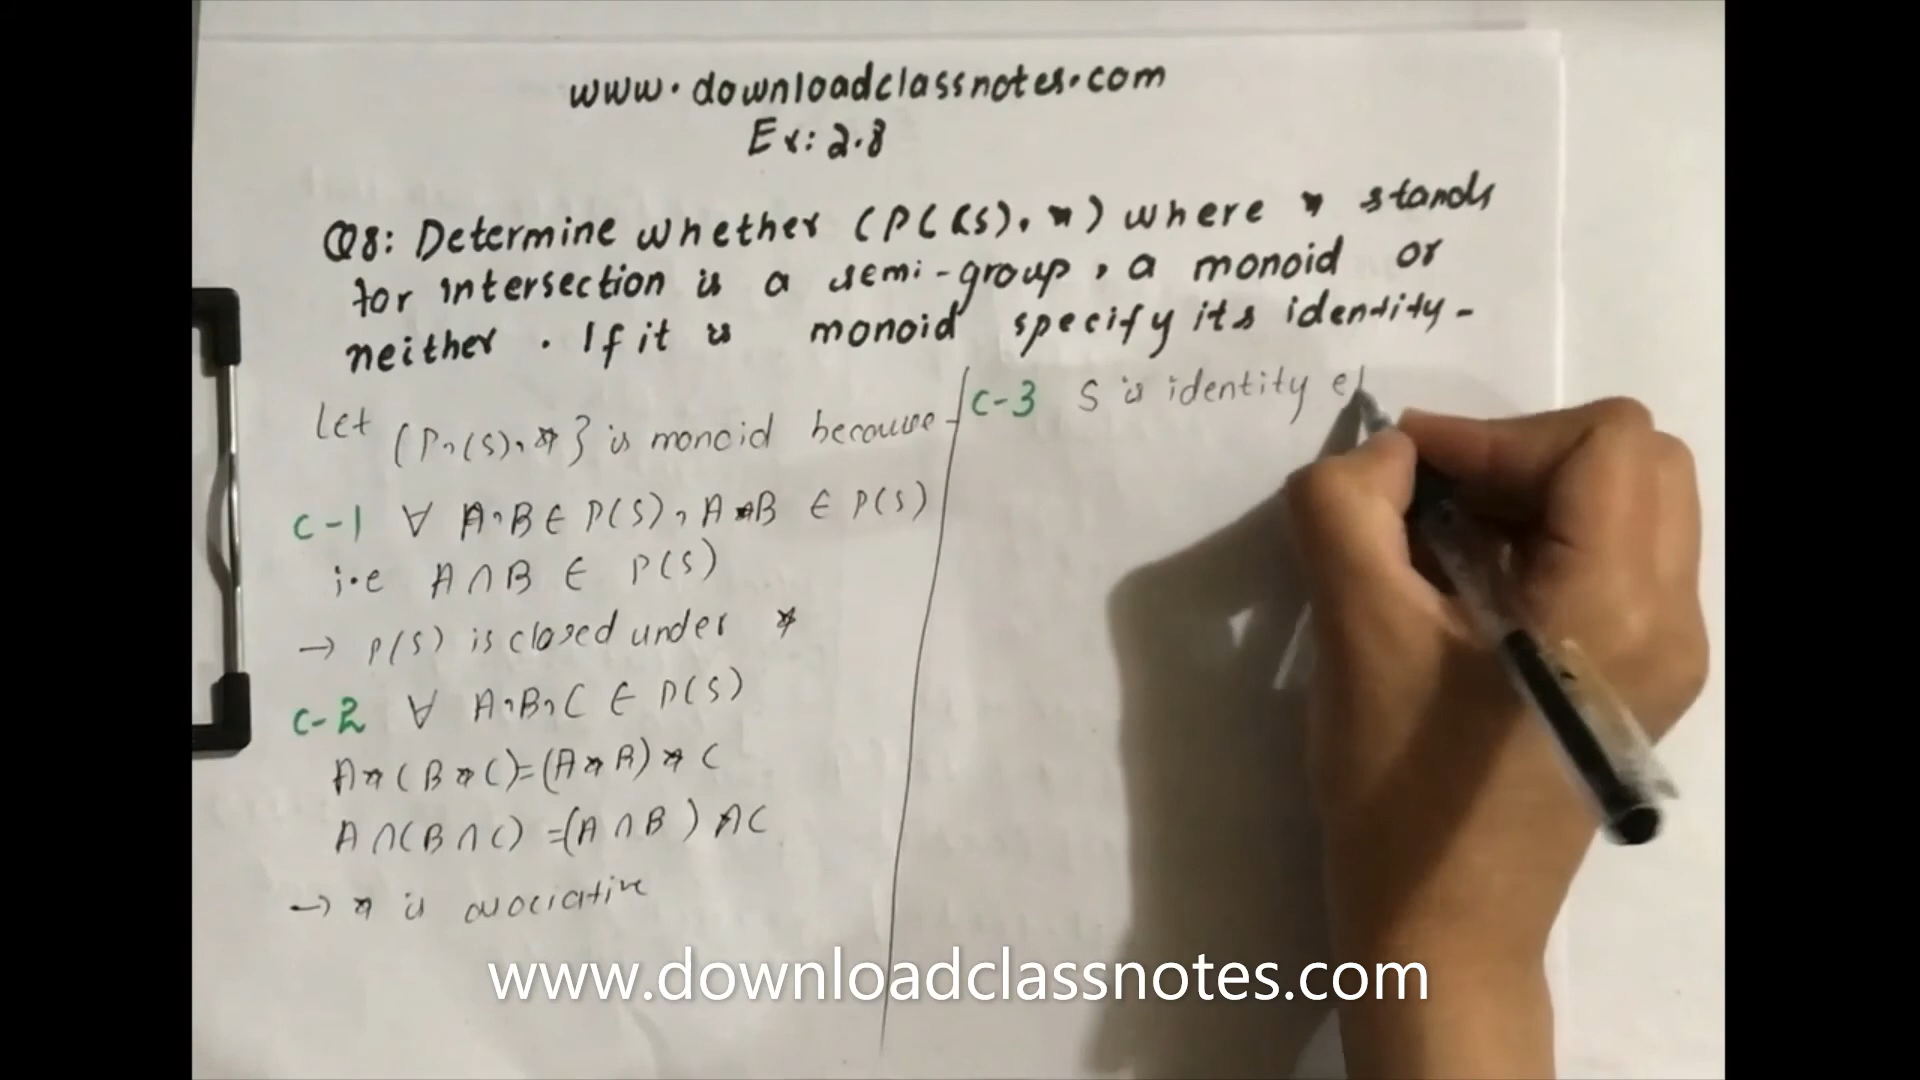 www.downloadclassnotes.com
Ex: 2.8
Q8: Determine whether (P(S), *) where * stands
for intersection is a semi-group, a monoid or
neither. If it is monoid specify its identity-
Let (P,(S),*} is monoid because-
C-1 ∀ A,B ∈ P(S), A*B ∈ P(S)
i.e A∩B ∈ P(S)
→ P(S) is closed under *
C-2 ∀ A,B,C ∈ P(S)
A*(B*C)=(A*B)*C
A∩(B∩C) =(A∩B)∩C
→ * is associative
C-3 S is identity el
www.downloadclassnotes.com